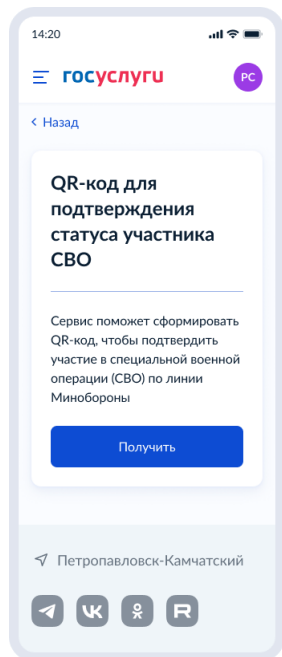 14:20
госуслуги
РС
Назад
QR-код для
подтверждения
статуса участника
СВО
Сервис поможет сформировать
QR-код, чтобы подтвердить
участие в специальной военной
операции (СВО) по линии
Минобороны
Получить
Петропавловск-Камчатский